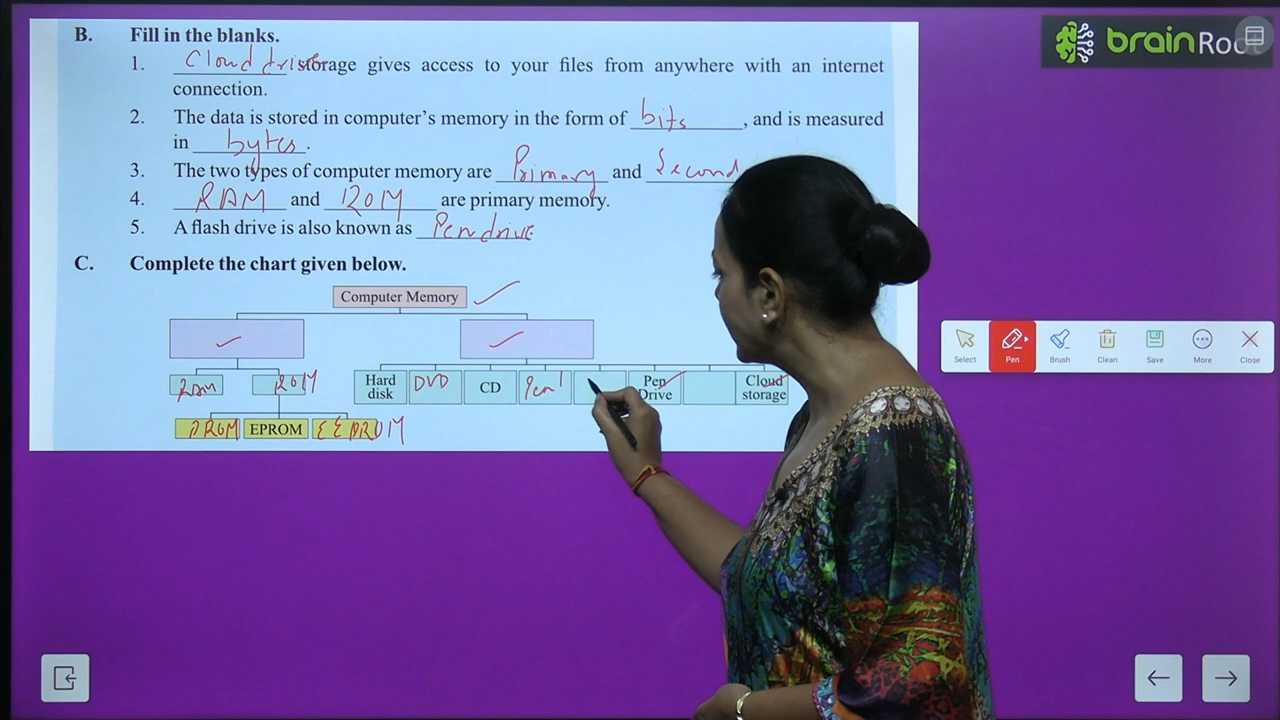 B. Fill in the blanks.
1. Cloud drive storage gives access to your files from anywhere with an internet
connection.
2. The data is stored in computer's memory in the form of bits, and is measured
in bytes.
3. The two types of computer memory are Primary and Second
4. RAM and ROM are primary memory.
5. A flash drive is also known as Pendrive
C. Complete the chart given below.
Computer Memory
RAM ROM
Hard disk DVD CD Pen Pen Drive Cloud storage
PROM EPROM EEPROM
brainRoot
Select Pen Brush Clean Save More Close